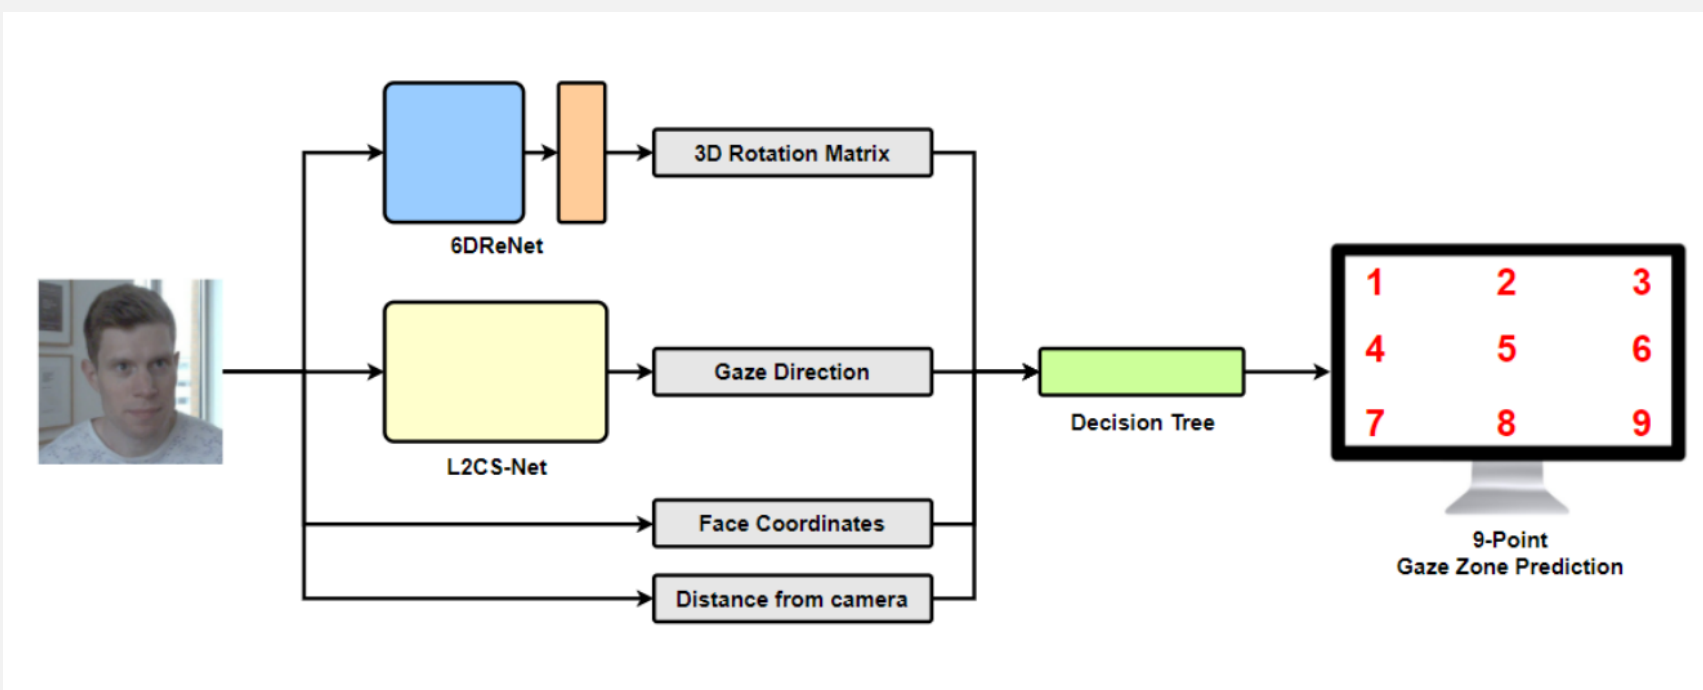 3D Rotation Matrix
6DReNet
Gaze Direction
L2CS-Net
Face Coordinates
Distance from camera
Decision Tree
1 2 3
4 5 6
7 8 9
9-Point
Gaze Zone Prediction